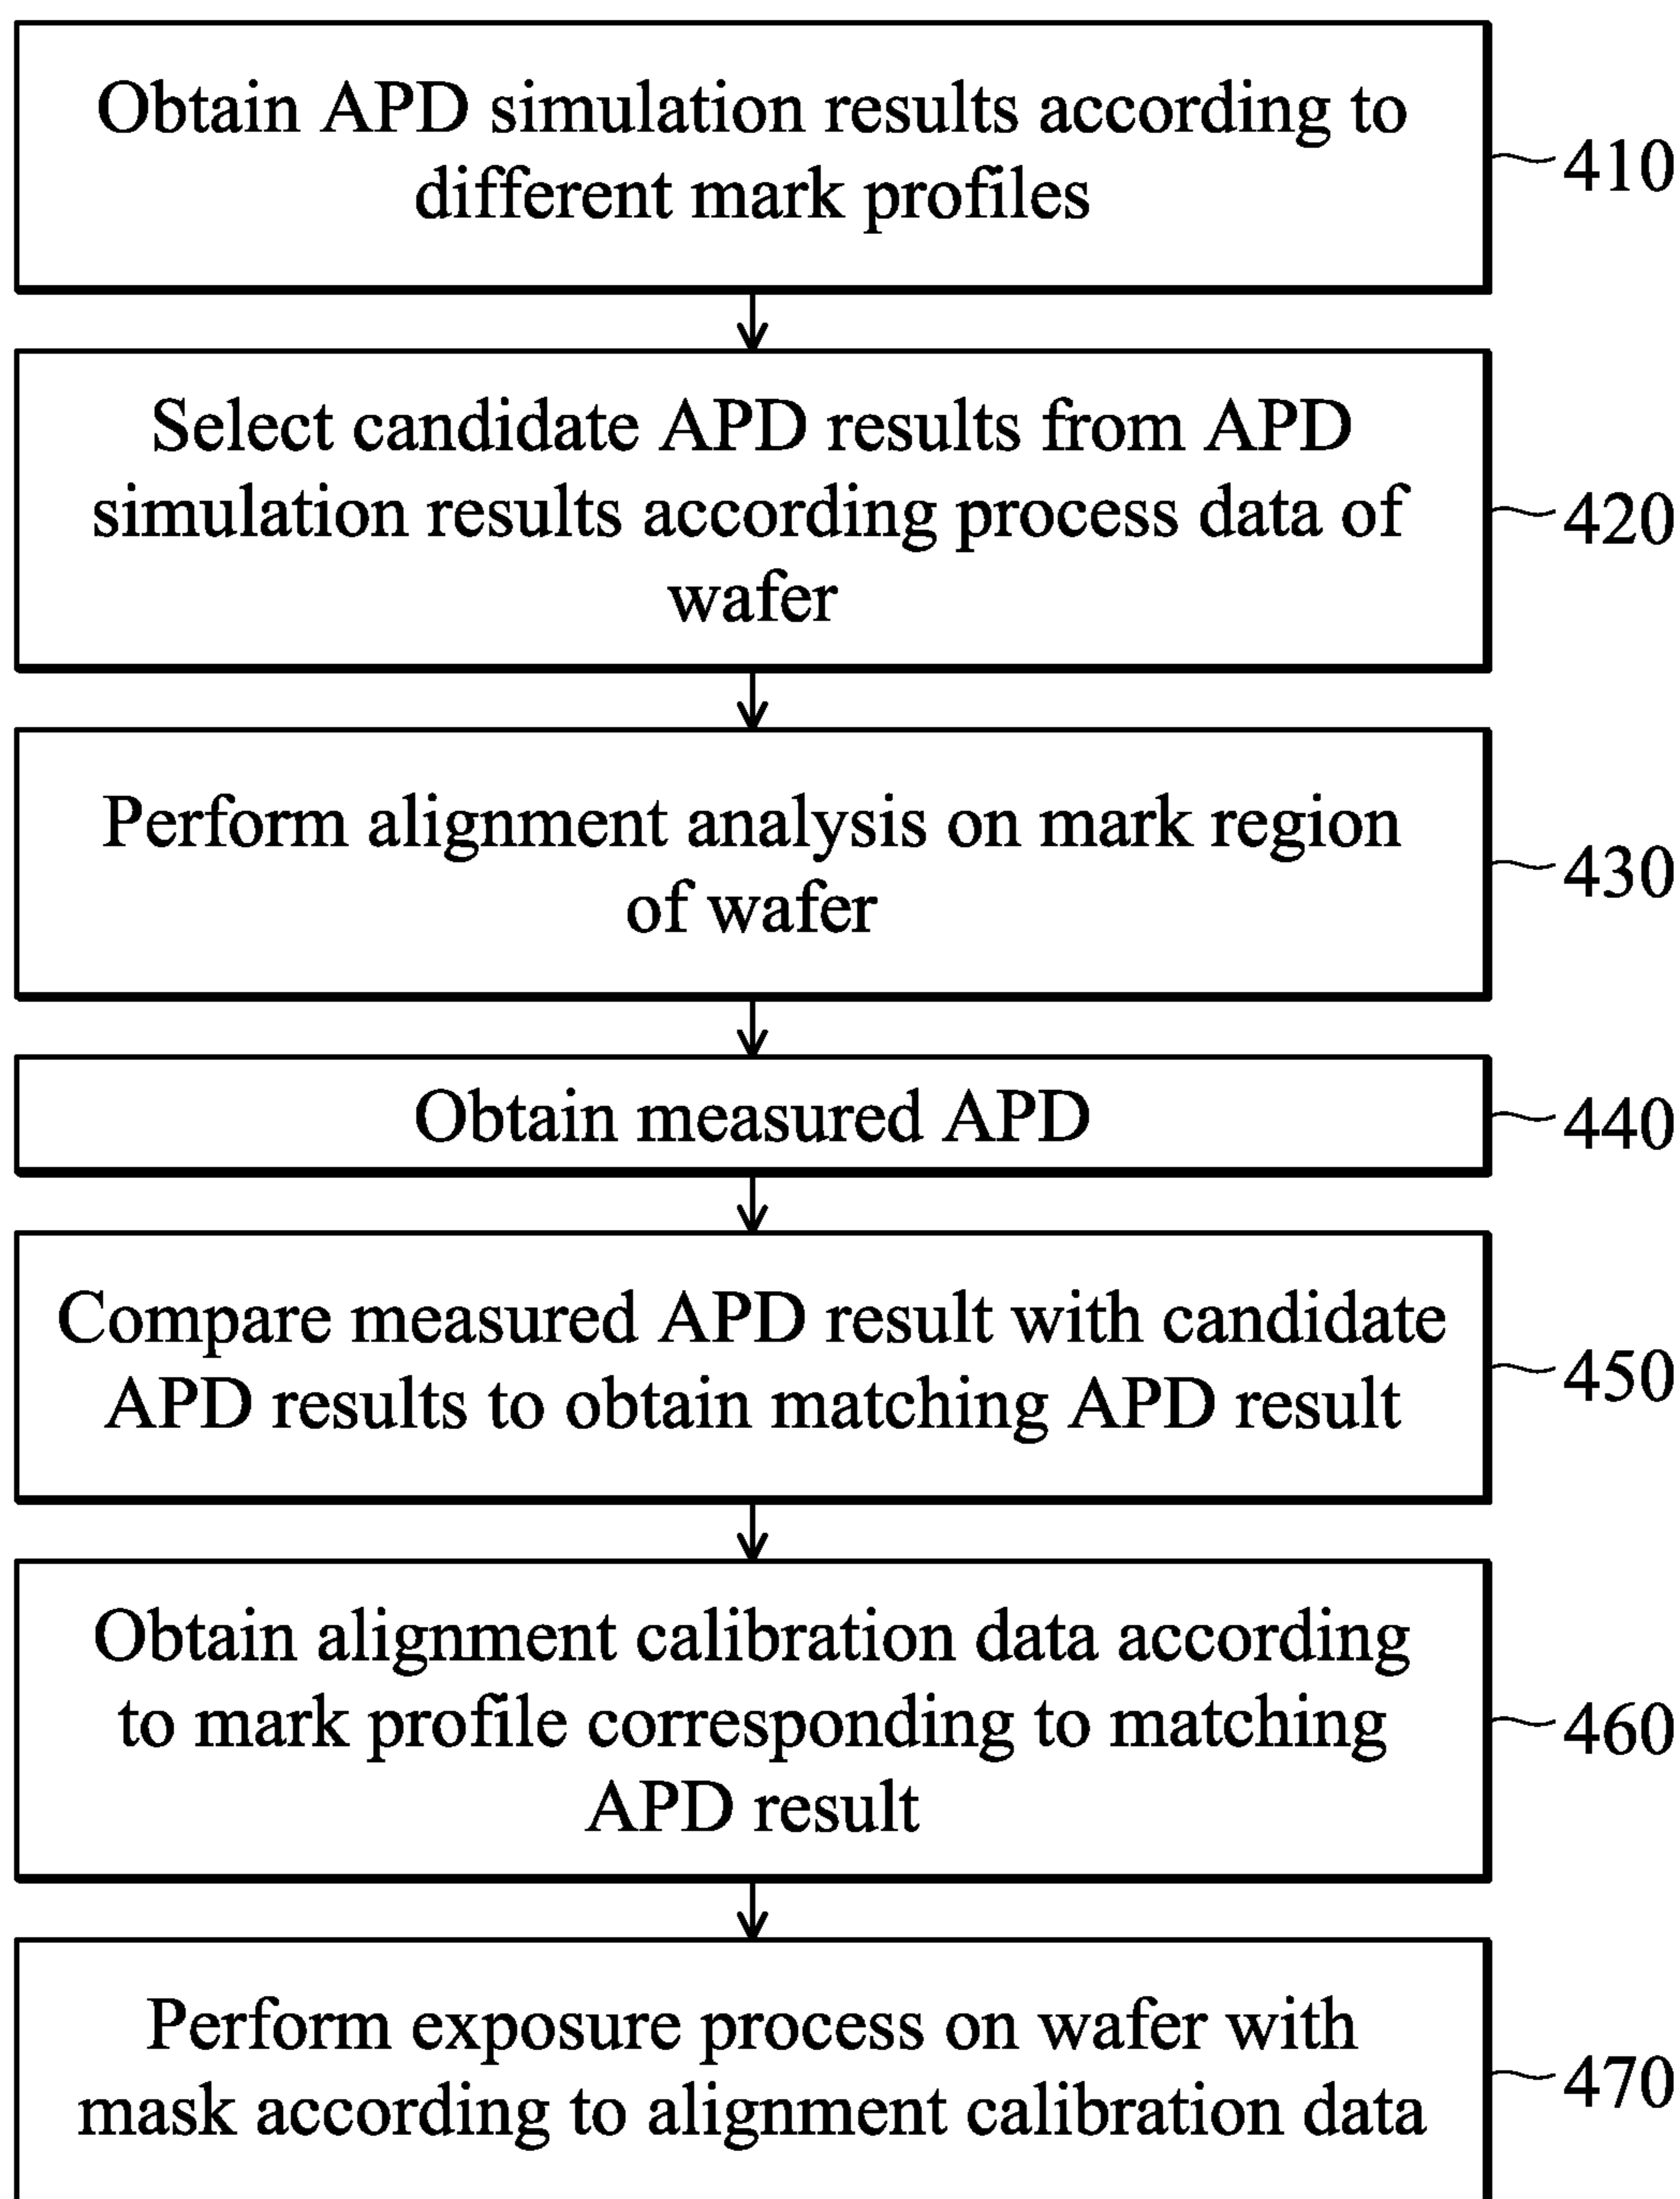 Obtain APD simulation results according to
different mark profiles
410
Select candidate APD results from APD
simulation results according process data of
wafer
420
Perform alignment analysis on mark region
of wafer
430
Obtain measured APD
440
Compare measured APD result with candidate
APD results to obtain matching APD result
450
Obtain alignment calibration data according
to mark profile corresponding to matching
APD result
460
Perform exposure process on wafer with
mask according to alignment calibration data
470